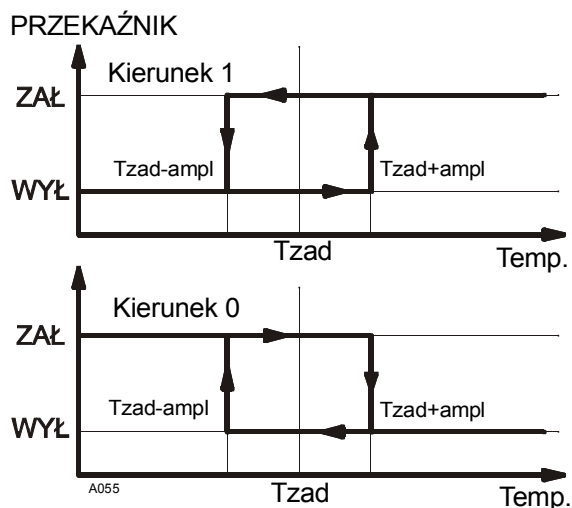 PRZEKAŹNIK
Kierunek 1
ZAŁ
Tzad-ampl
Tzad+ampl
WYŁ
Tzad
Temp.
Kierunek 0
ZAŁ
Tzad-ampl
Tzad+ampl
WYŁ
A055
Tzad
Temp.